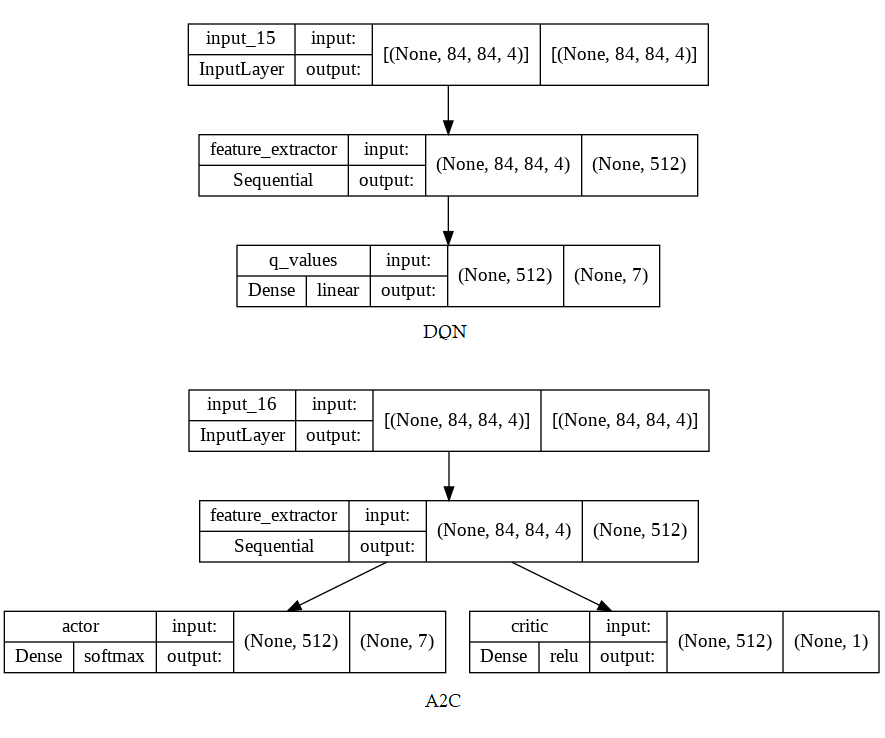 input_15 input: [(None, 84, 84, 4)] [(None, 84, 84, 4)]
InputLayer output:
feature_extractor input: (None, 84, 84, 4) (None, 512)
Sequential output:
q_values input: (None, 512) (None, 7)
Dense linear output:
DQN
input_16 input: [(None, 84, 84, 4)] [(None, 84, 84, 4)]
InputLayer output:
feature_extractor input: (None, 84, 84, 4) (None, 512)
Sequential output:
actor input: (None, 512) (None, 7)
Dense softmax output:
critic input: (None, 512) (None, 1)
Dense relu output:
A2C